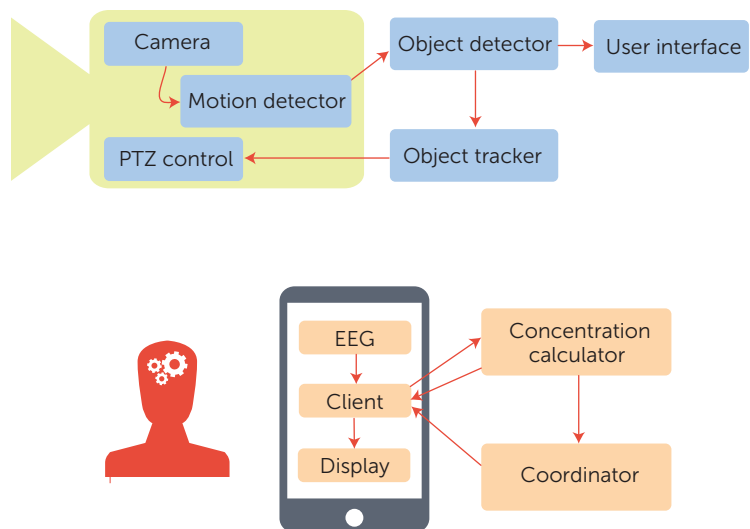 Camera
Object detector
User interface
Motion detector
PTZ control
Object tracker
EEG
Concentration
calculator
Client
Display
Coordinator